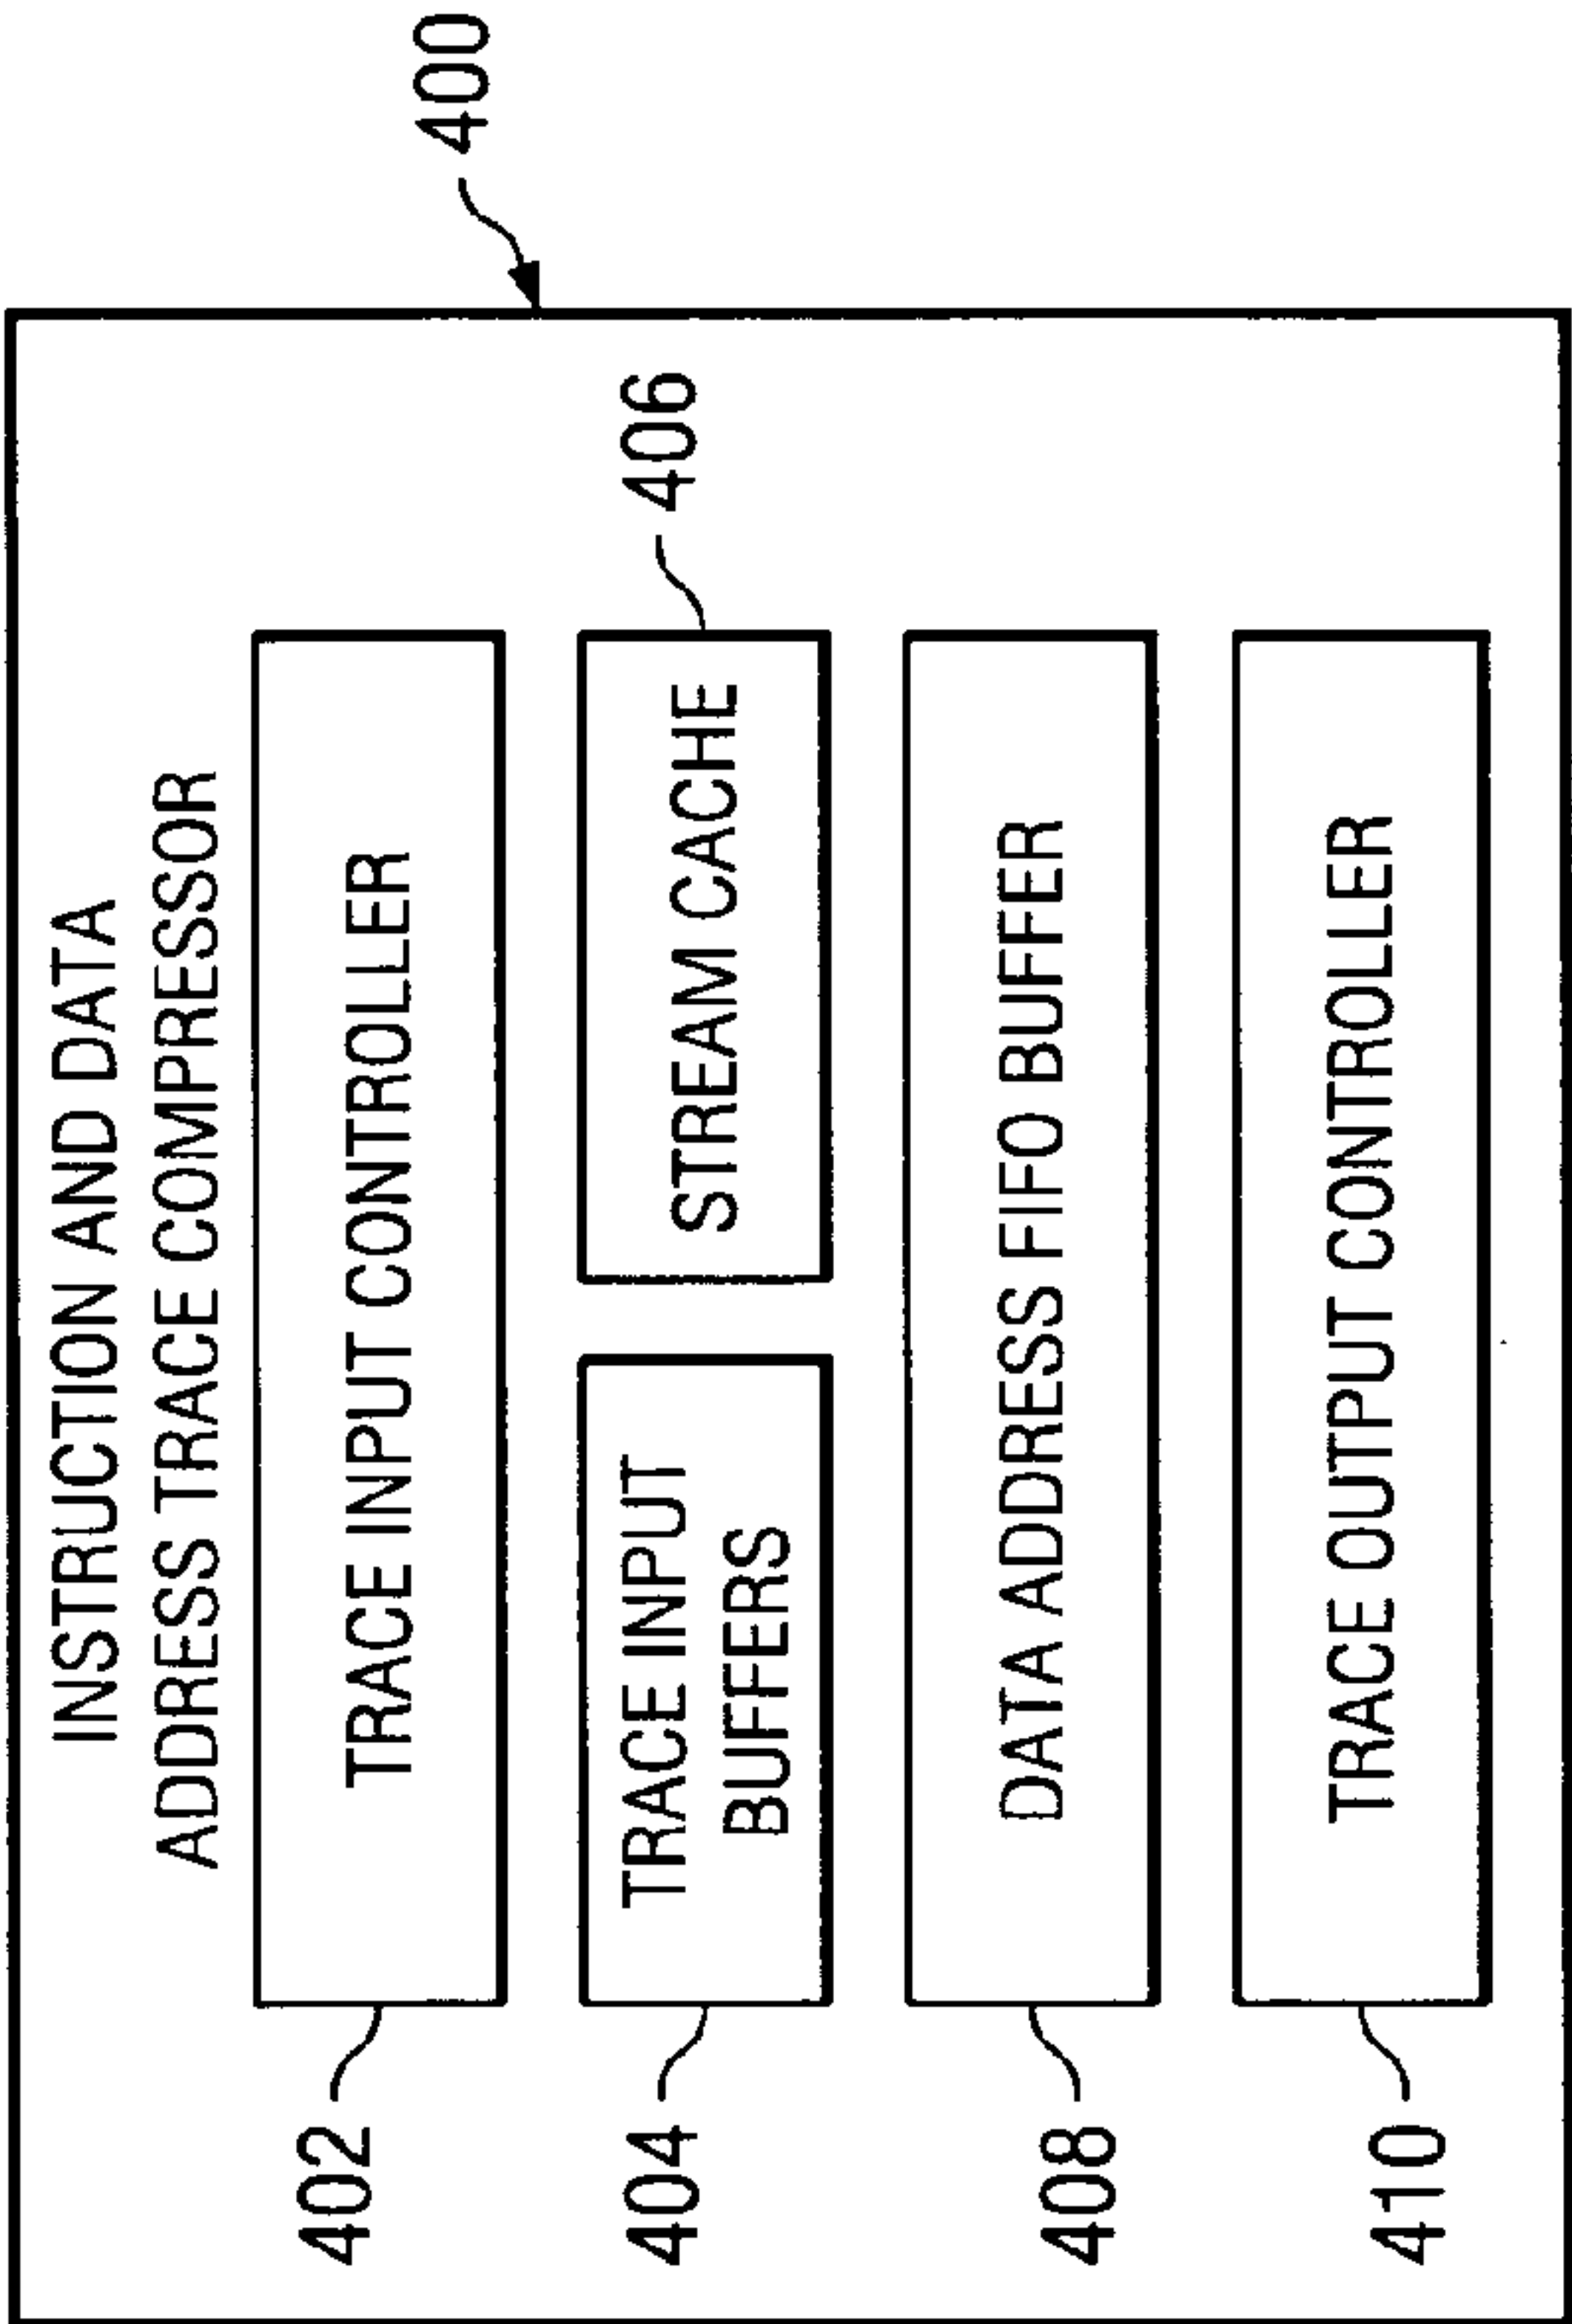 400
INSTRUCTION AND DATA
ADDRESS TRACE COMPRESSOR
402
TRACE INPUT CONTROLLER
404
TRACE INPUT
BUFFERS
STREAM CACHE
406
408
DATA ADDRESS FIFO BUFFER
410
TRACE OUTPUT CONTROLLER